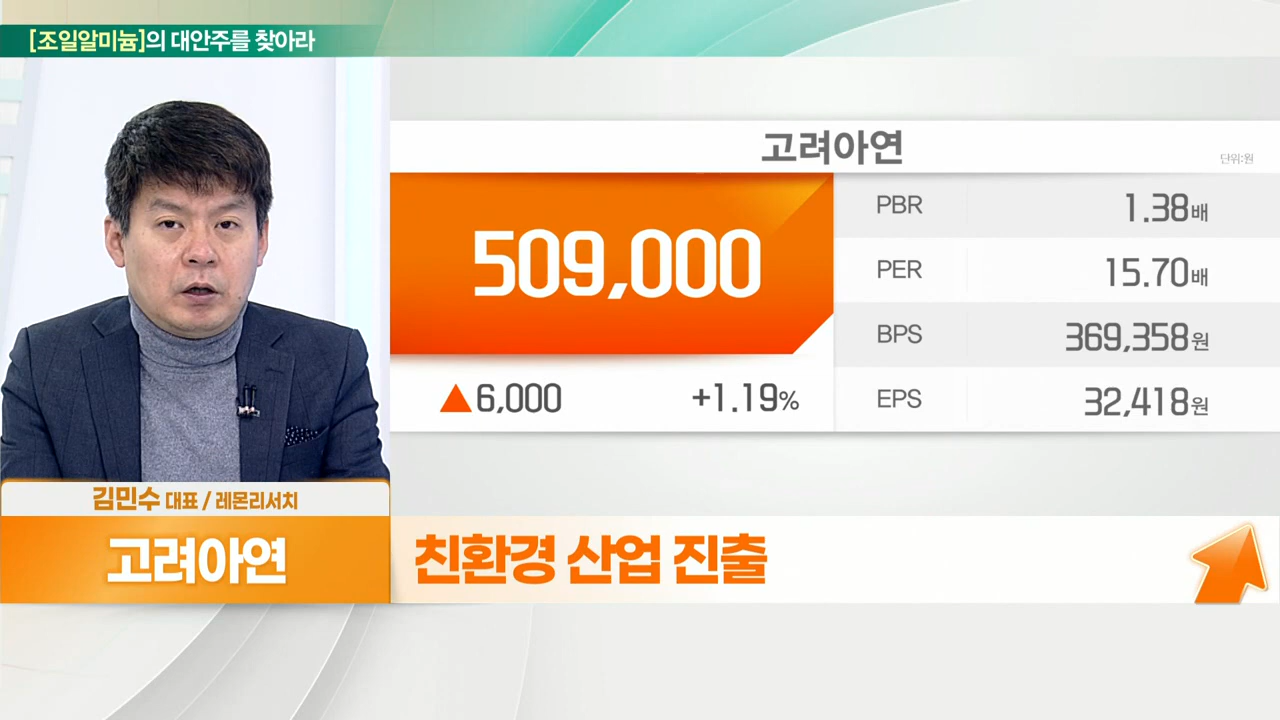 [조일알미늄]의 대안주를 찾아라
고려아연
단위:원
509,000
▲6,000 +1.19%
PBR 1.38배
PER 15.70배
BPS 369,358원
EPS 32,418원
김민수 대표 / 레몬리서치
고려아연
친환경 산업 진출